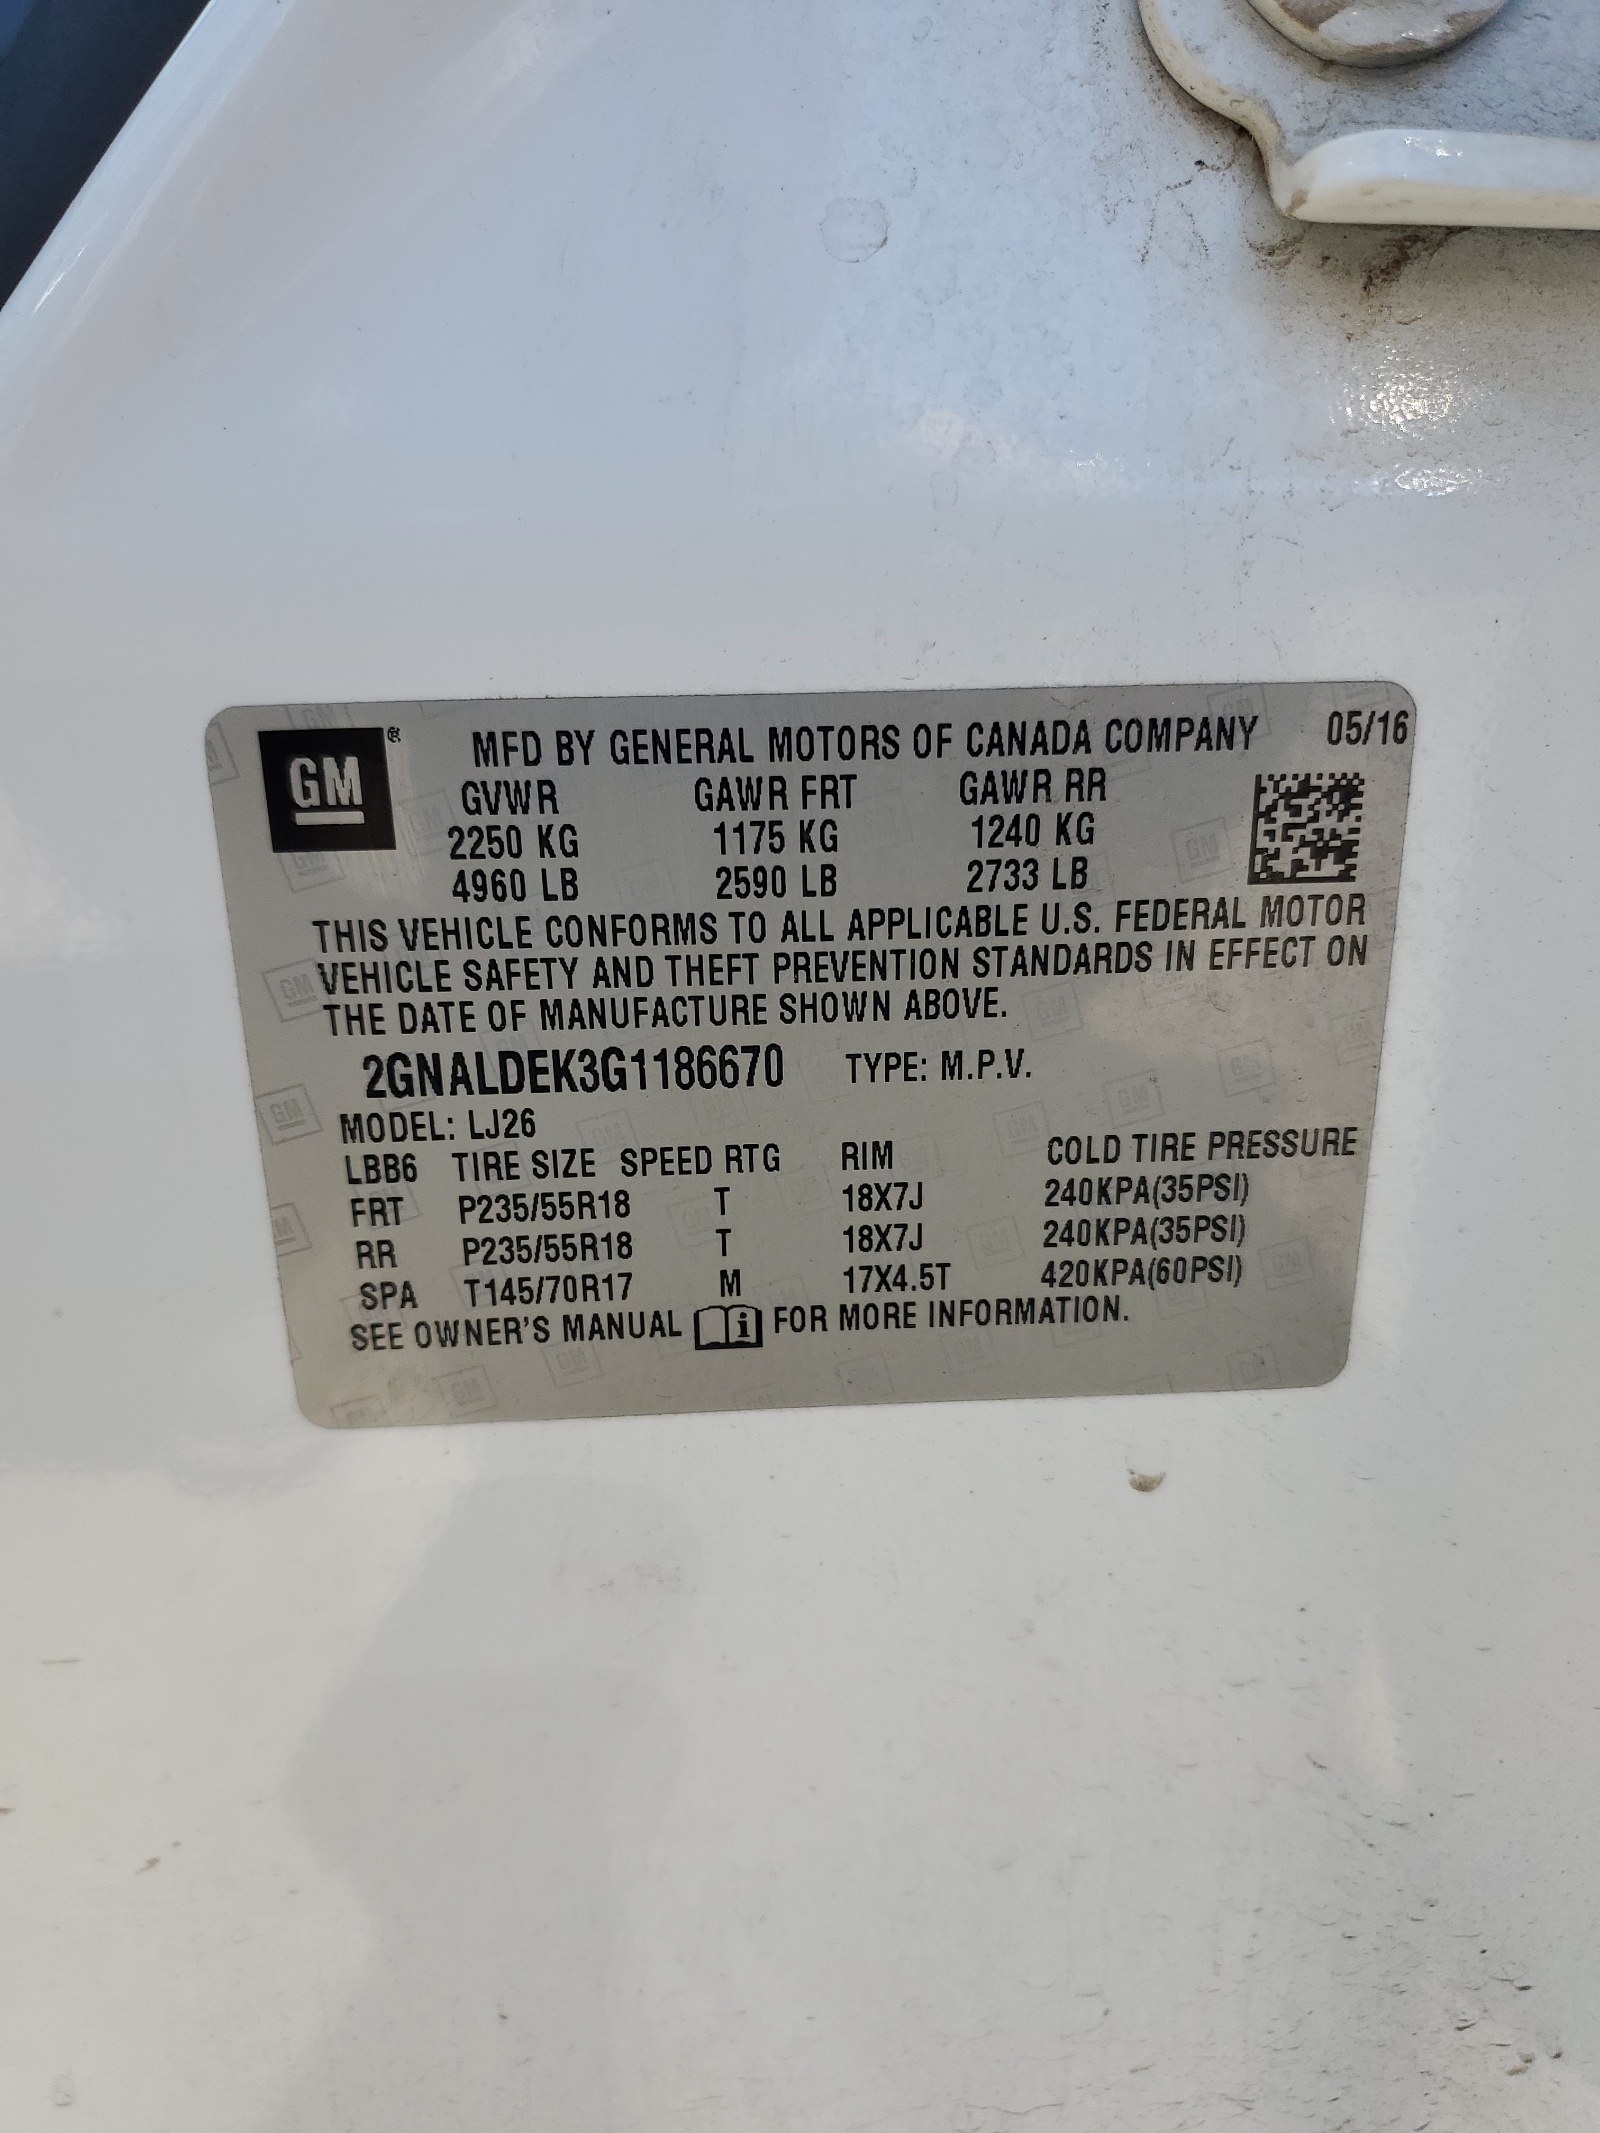 GM
MFD BY GENERAL MOTORS OF CANADA COMPANY 05/16
GVWR GAWR FRT GAWR RR
2250 KG 1175 KG 1240 KG
4960 LB 2590 LB 2733 LB
THIS VEHICLE CONFORMS TO ALL APPLICABLE U.S. FEDERAL MOTOR
VEHICLE SAFETY AND THEFT PREVENTION STANDARDS IN EFFECT ON
THE DATE OF MANUFACTURE SHOWN ABOVE.
2GNALDEK3G1186670 TYPE: M.P.V.
MODEL: LJ26
LBB6 TIRE SIZE SPEED RTG RIM COLD TIRE PRESSURE
FRT P235/55R18 T 18X7J 240KPA(35PSI)
RR P235/55R18 T 18X7J 240KPA(35PSI)
SPA T145/70R17 M 17X4.5T 420KPA(60PSI)
SEE OWNER'S MANUAL i FOR MORE INFORMATION.